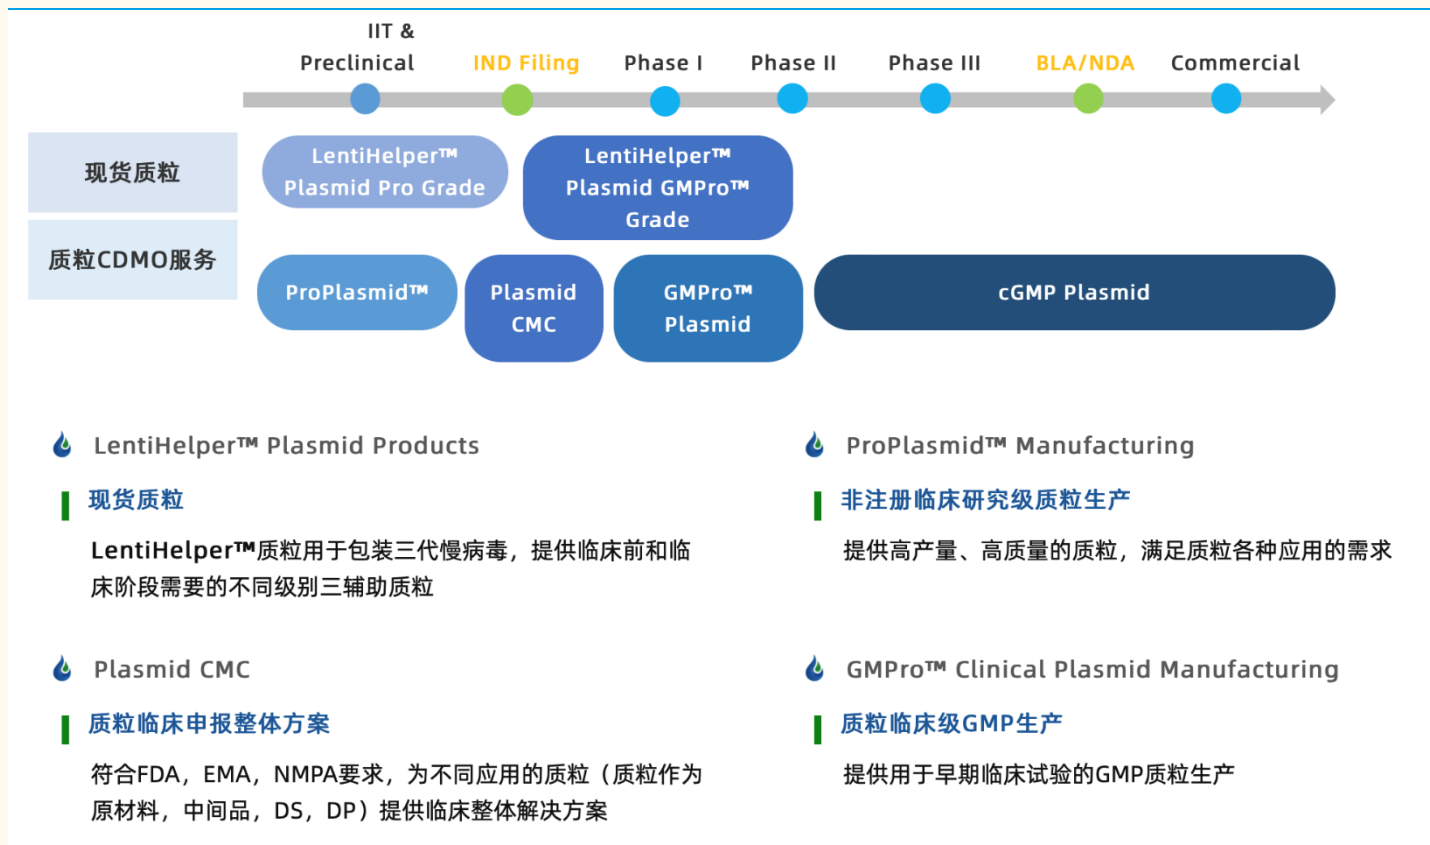 IIT &
Preclinical
IND Filing
Phase I
Phase II
Phase III
BLA/NDA
Commercial
现货质粒
LentiHelper™
Plasmid Pro Grade
LentiHelper™
Plasmid GMPro™
Grade
质粒CDMO服务
ProPlasmid™
Plasmid
CMC
GMPro™
Plasmid
cGMP Plasmid
LentiHelper™ Plasmid Products
现货质粒
LentiHelper™质粒用于包装三代慢病毒，提供临床前和临
床阶段需要的不同级别三辅助质粒
ProPlasmid™ Manufacturing
非注册临床研究级质粒生产
提供高产量、高质量的质粒，满足质粒各种应用的需求
Plasmid CMC
质粒临床申报整体方案
符合FDA，EMA，NMPA要求，为不同应用的质粒（质粒作为
原材料，中间品，DS，DP）提供临床整体解决方案
GMPro™ Clinical Plasmid Manufacturing
质粒临床级GMP生产
提供用于早期临床试验的GMP质粒生产